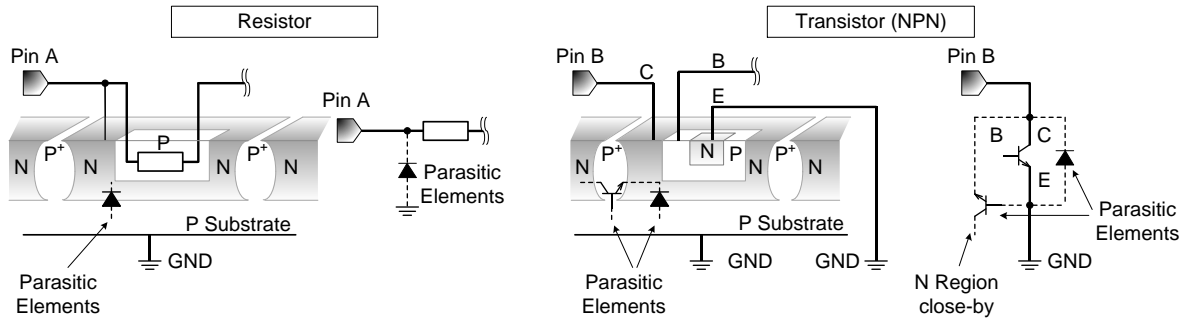 Resistor
Pin A
P
N
P+
N
N
P+
N
P Substrate
GND
Parasitic
Elements
Pin A
Parasitic
Elements
Transistor (NPN)
Pin B
C
B
E
N
P+
N
N
P
P+
N
N
P Substrate
GND
GND
Parasitic
Elements
Pin B
B
C
E
Parasitic
Elements
GND
N Region
close-by